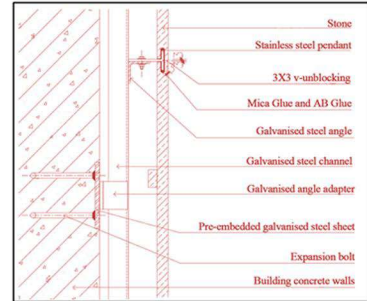 Stone
Stainless steel pendant
3X3 v-unblocking
Mica Glue and AB Glue
Galvanised steel angle
Galvanised steel channel
Galvanised angle adapter
Pre-embedded galvanised steel sheet
Expansion bolt
Building concrete walls